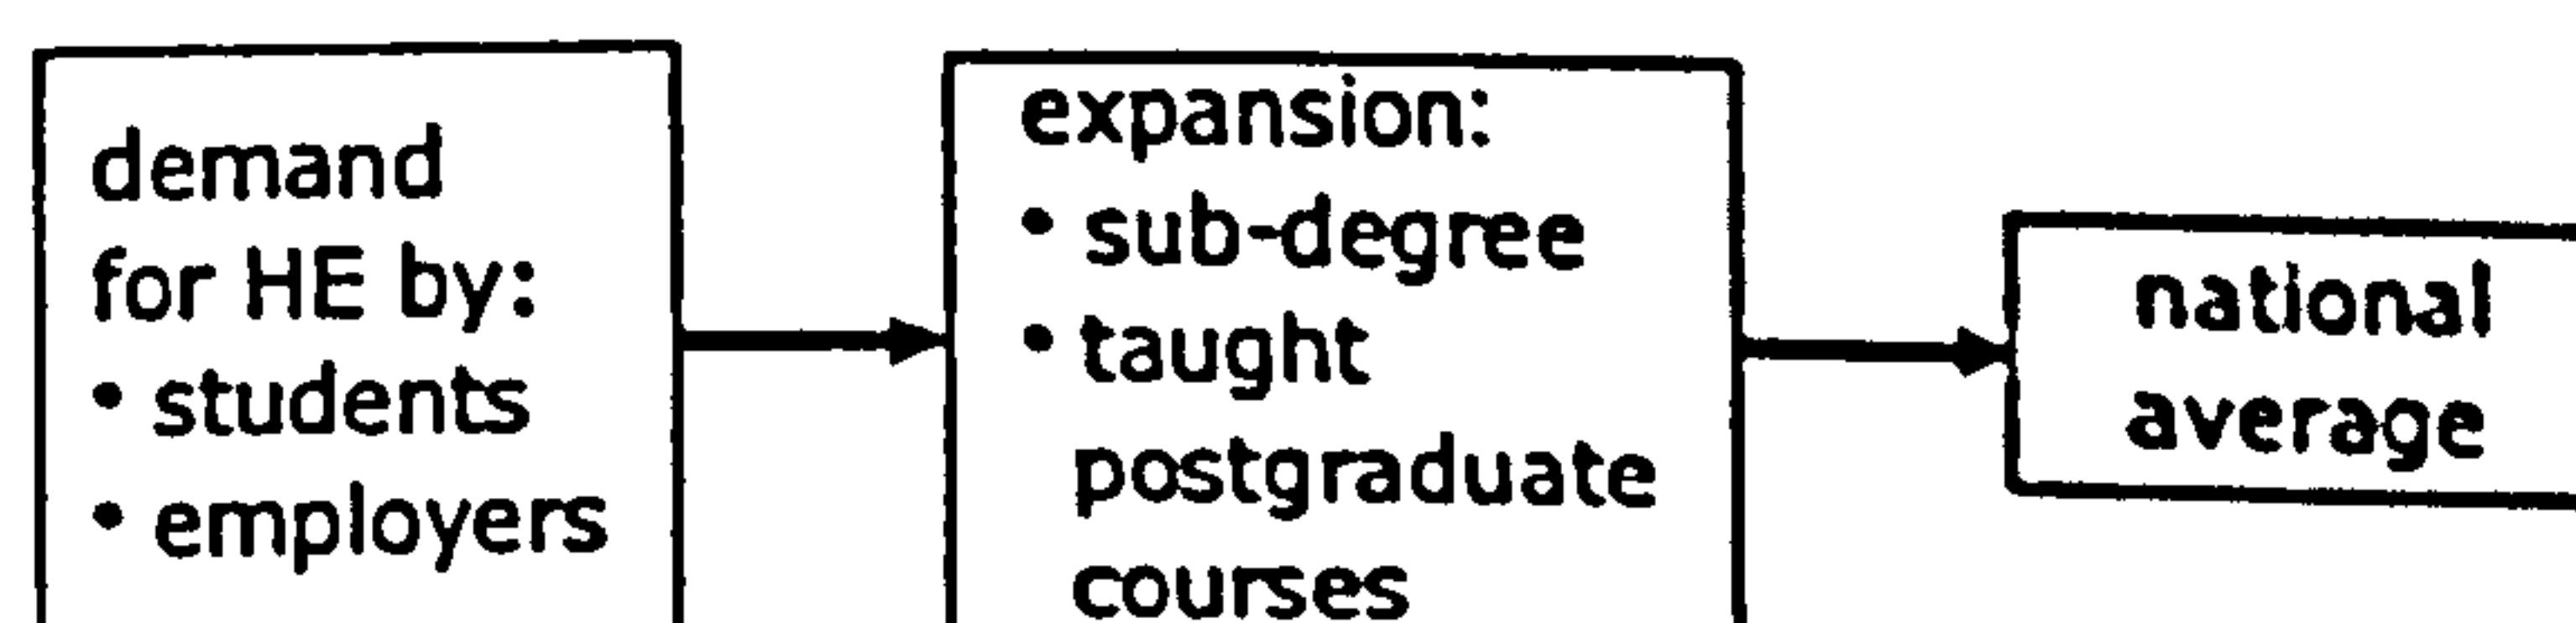 demand
for HE by:
• students
• employers
expansion:
• sub-degree
• taught
postgraduate
courses
national
average